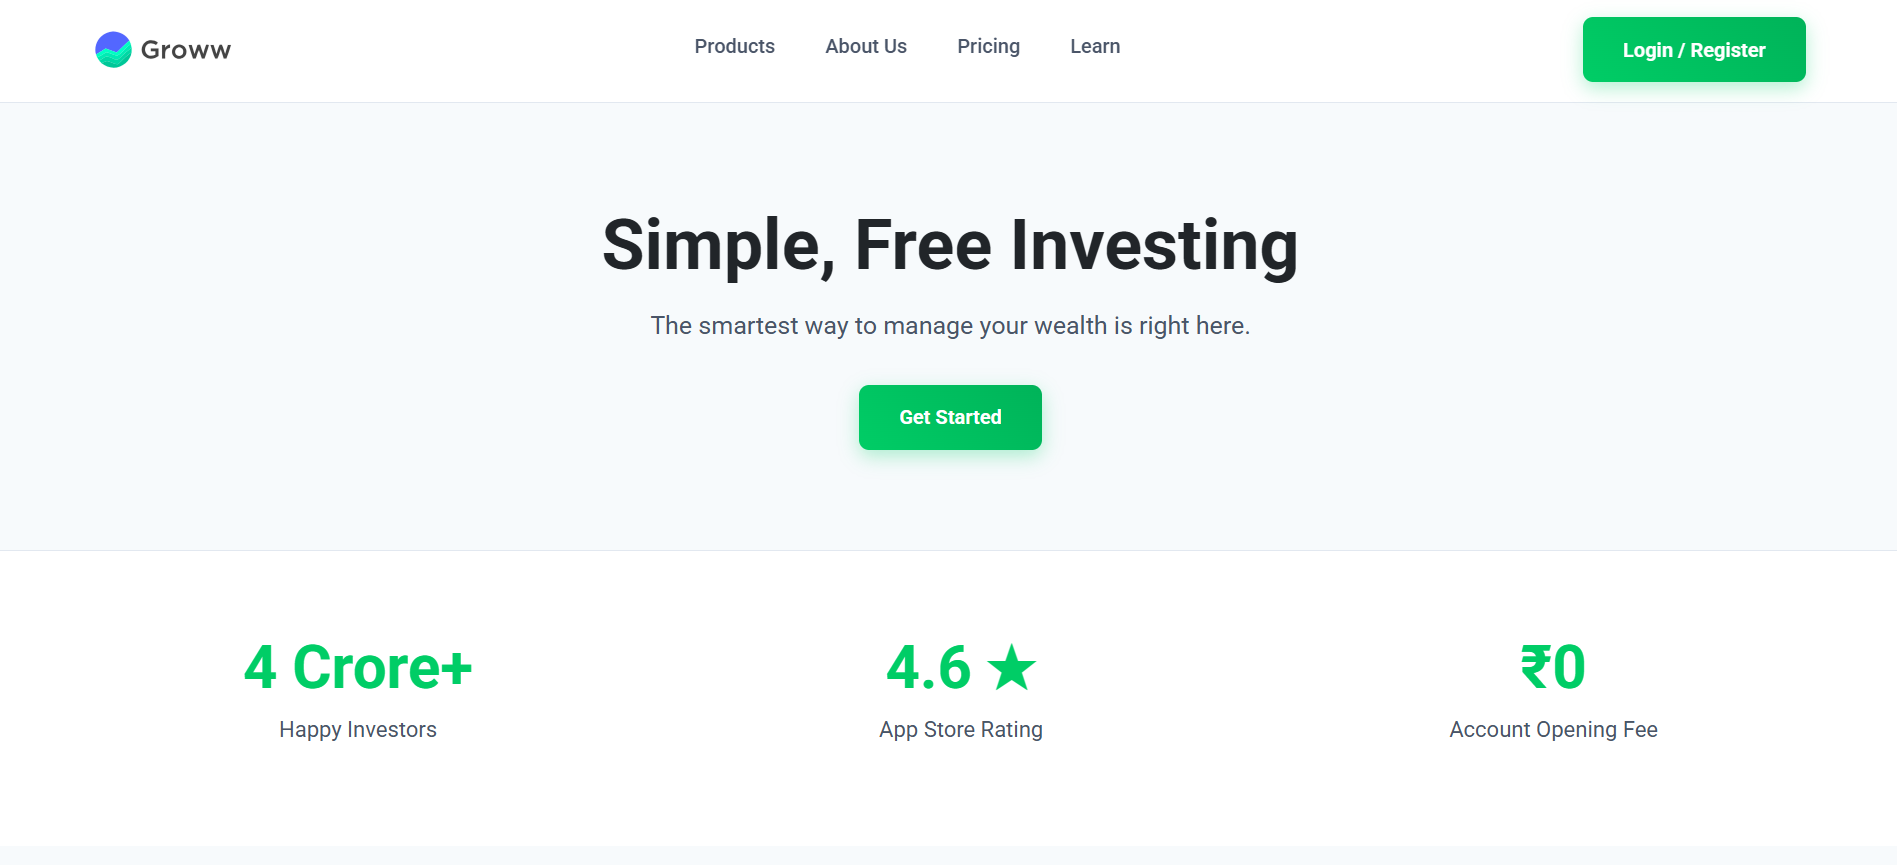 Groww
Products About Us Pricing Learn
Login / Register
Simple, Free Investing
The smartest way to manage your wealth is right here.
Get Started
4 Crore+
Happy Investors
4.6 ★
App Store Rating
₹0
Account Opening Fee